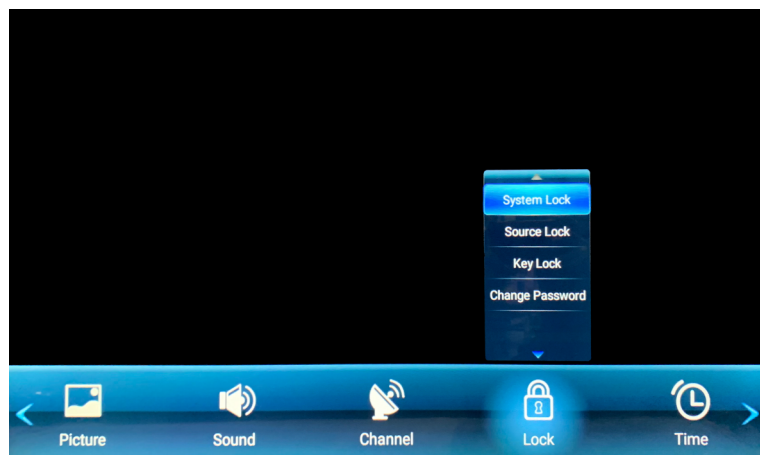 System Lock
Source Lock
Key Lock
Change Password
Picture
Sound
Channel
Lock
Time